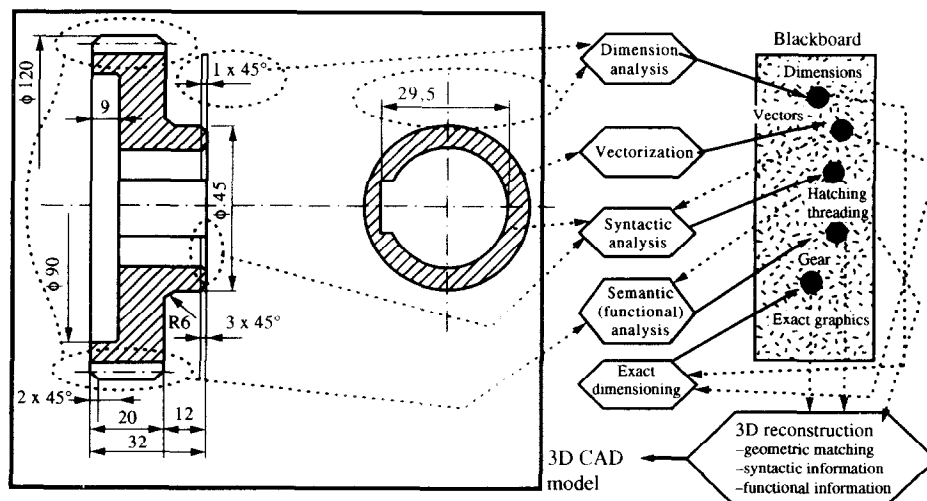 ϕ 120
9
1 x 45°
29,5
ϕ 45
ϕ 90
R6
3 x 45°
2 x 45°
20
12
32
Dimension
analysis
Vectorization
Syntactic
analysis
Semantic
(functional)
analysis
Exact
dimensioning
Blackboard
Dimensions
Vectors
Hatching
threading
Gear
Exact graphics
3D reconstruction
–geometric matching
–syntactic information
–functional information
3D CAD
model